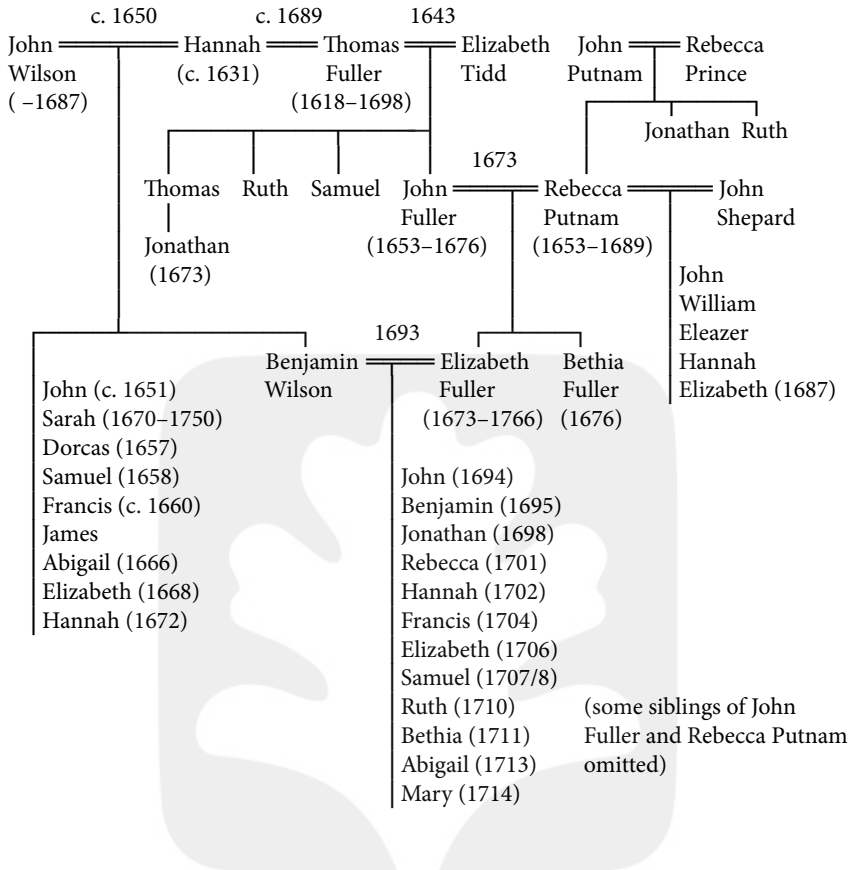 c. 1650 c. 1689 1643
John Hannah Thomas Elizabeth John Rebecca
Wilson (c. 1631) Fuller Tidd Putnam Prince
( –1687) (1618–1698)
Jonathan Ruth
1673
Thomas Ruth Samuel John Rebecca John
Fuller Putnam Shepard
Jonathan (1653–1676) (1653–1689)
(1673)
John
William
Eleazer
Hannah
Elizabeth (1687)
1693
Benjamin Elizabeth Bethia
Wilson Fuller Fuller
(1673–1766) (1676)
John (c. 1651)
Sarah (1670–1750)
Dorcas (1657)
Samuel (1658)
Francis (c. 1660)
James
Abigail (1666)
Elizabeth (1668)
Hannah (1672)
John (1694)
Benjamin (1695)
Jonathan (1698)
Rebecca (1701)
Hannah (1702)
Francis (1704)
Elizabeth (1706)
Samuel (1707/8)
Ruth (1710)
Bethia (1711)
Abigail (1713)
Mary (1714)
(some siblings of John
Fuller and Rebecca Putnam
omitted)